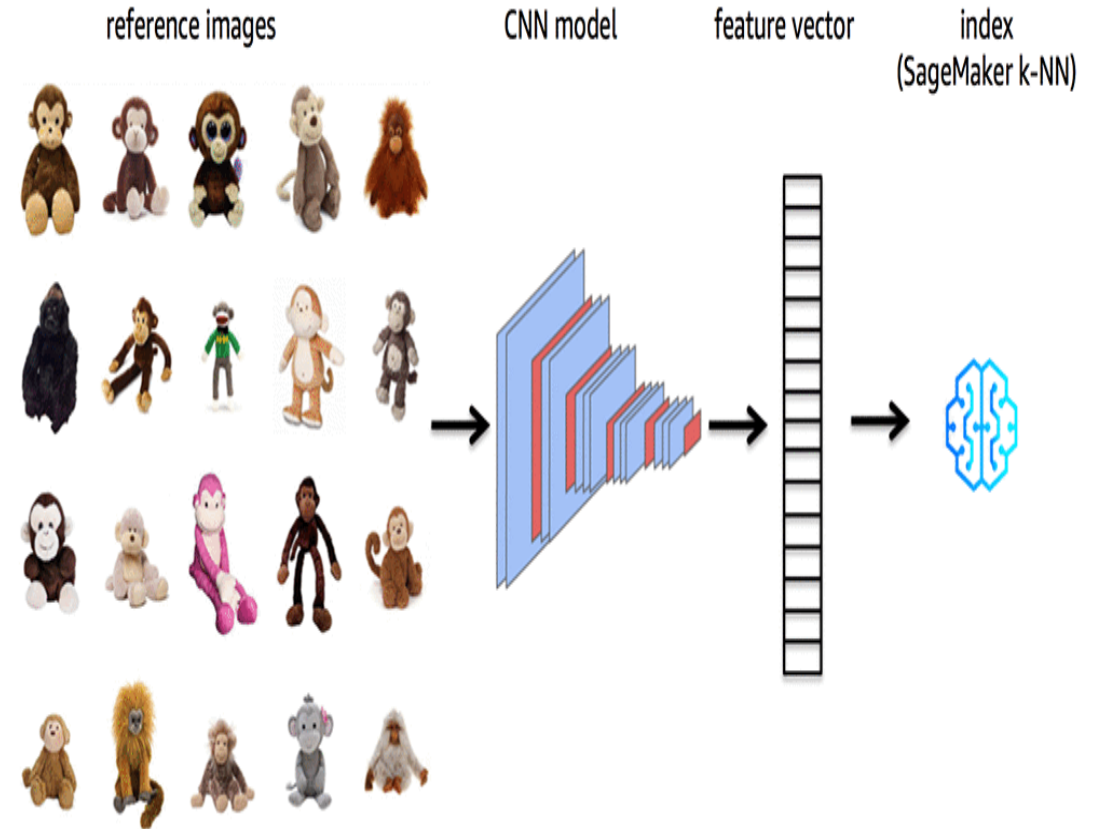 reference images
CNN model
feature vector
index
(SageMaker k-NN)